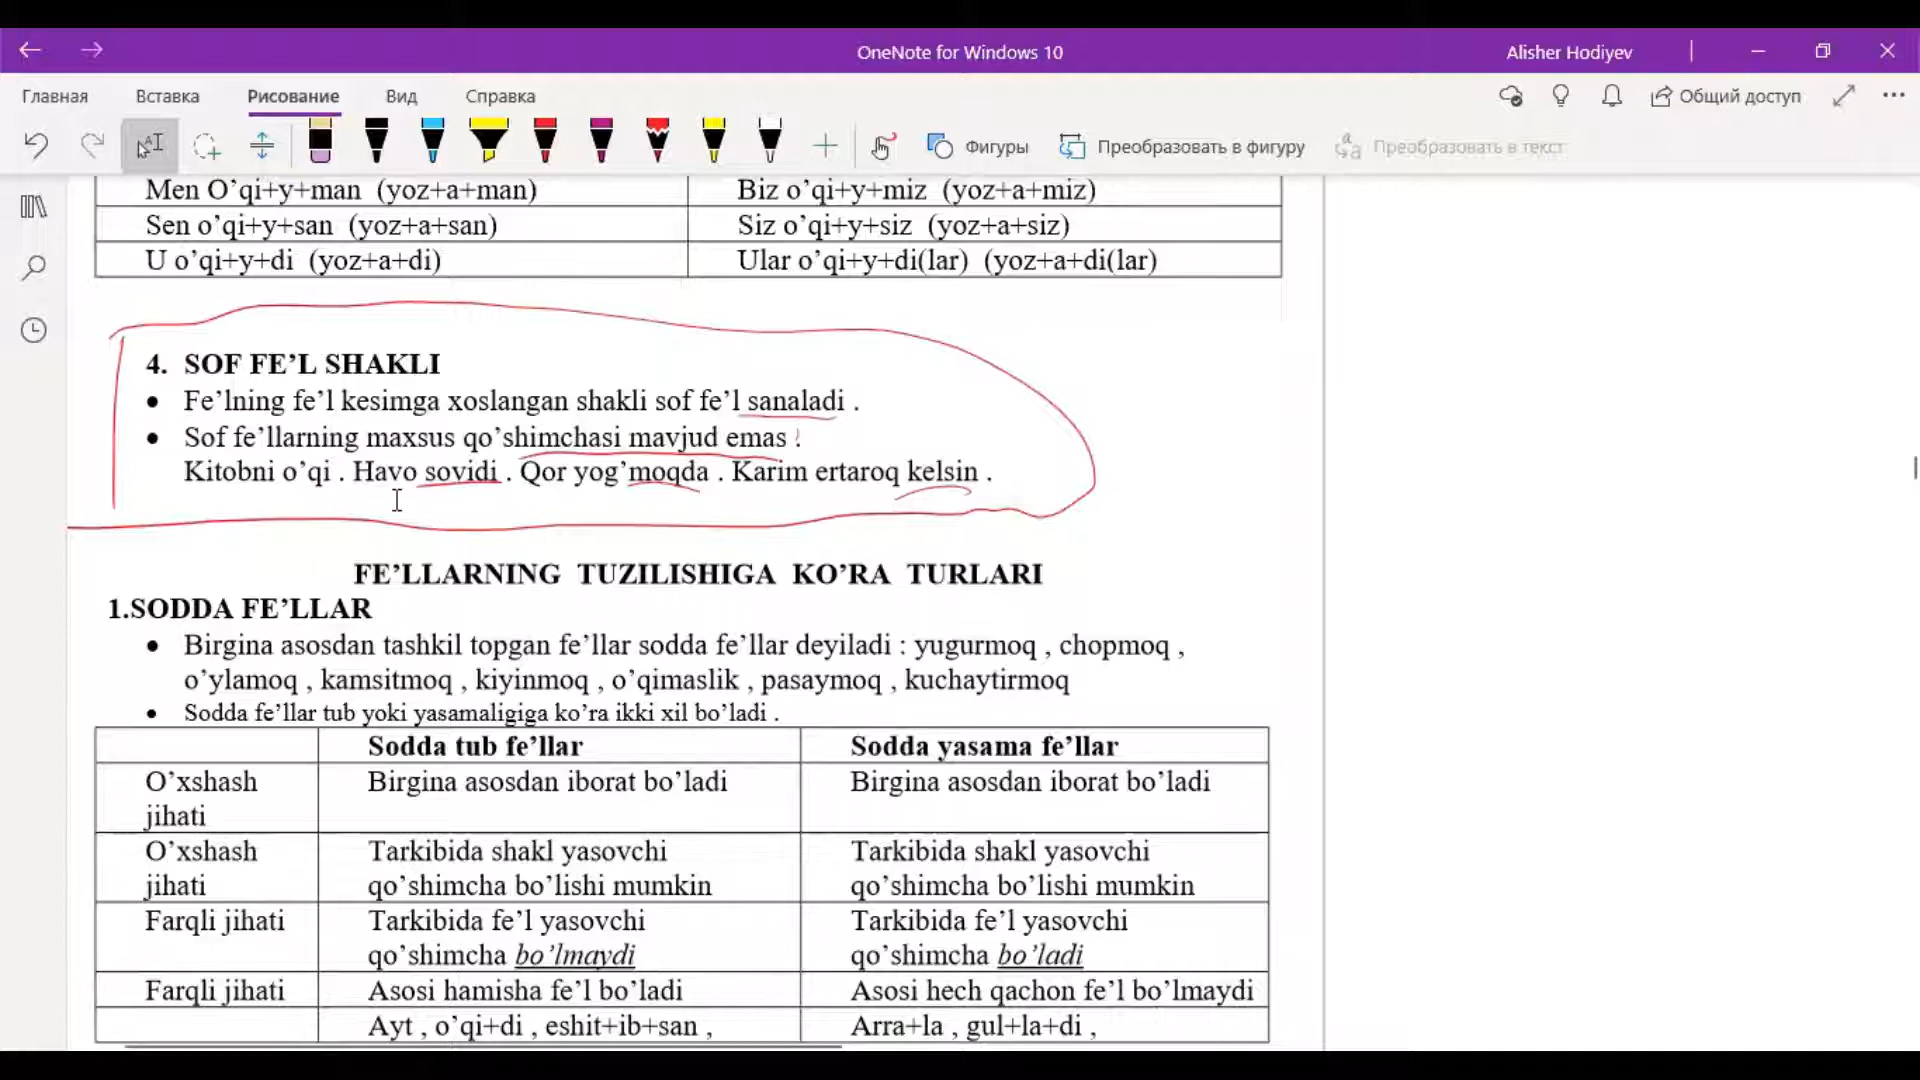 OneNote for Windows 10
Alisher Hodiyev
Главная Вставка Рисование Вид Справка
Общий доступ
Фигуры Преобразовать в фигуру Преобразовать в текст
Men O’qi+y+man (yoz+a+man) Biz o’qi+y+miz (yoz+a+miz)
Sen o’qi+y+san (yoz+a+san) Siz o’qi+y+siz (yoz+a+siz)
U o’qi+y+di (yoz+a+di) Ular o’qi+y+di(lar) (yoz+a+di(lar)
4. SOF FE’L SHAKLI
• Fe’lning fe’l kesimga xoslangan shakli sof fe’l sanaladi .
• Sof fe’llarning maxsus qo’shimchasi mavjud emas !
Kitobni o’qi . Havo sovidi . Qor yog’moqda . Karim ertaroq kelsin .
FE’LLARNING TUZILISHIGA KO’RA TURLARI
1.SODDA FE’LLAR
• Birgina asosdan tashkil topgan fe’llar sodda fe’llar deyiladi : yugurmoq , chopmoq ,
o’ylamoq , kamsitmoq , kiyinmoq , o’qimaslik , pasaymoq , kuchaytirmoq
• Sodda fe’llar tub yoki yasamaligiga ko’ra ikki xil bo’ladi .
Sodda tub fe’llar Sodda yasama fe’llar
O’xshash Birgina asosdan iborat bo’ladi Birgina asosdan iborat bo’ladi
jihati
O’xshash Tarkibida shakl yasovchi Tarkibida shakl yasovchi
jihati qo’shimcha bo’lishi mumkin qo’shimcha bo’lishi mumkin
Farqli jihati Tarkibida fe’l yasovchi Tarkibida fe’l yasovchi
qo’shimcha bo’lmaydi qo’shimcha bo’ladi
Farqli jihati Asosi hamisha fe’l bo’ladi Asosi hech qachon fe’l bo’lmaydi
Ayt , o’qi+di , eshit+ib+san , Arra+la , gul+la+di ,